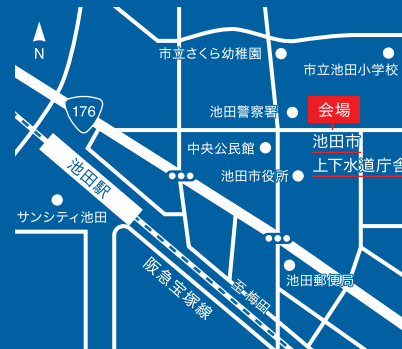 市立さくら幼稚園
N
市立池田小学校
176
池田警察署
会場
池田市
上下水道庁舎
中央公民館
池田市役所
池田駅
サンシティ池田
阪急宝塚線
至 梅田
池田郵便局